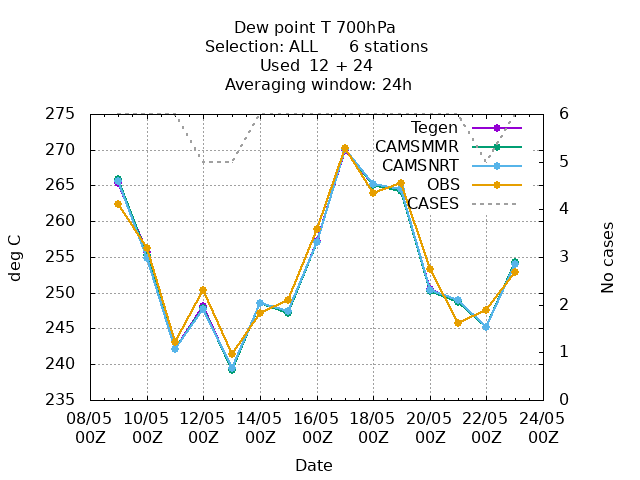 Dew point T 700hPa
Selection: ALL 6 stations
Used 12 + 24
Averaging window: 24h
275
270
265
260
255
250
245
240
235
deg C
6
5
4
3
2
1
0
No cases
Tegen
CAMSMMR
CAMSNRT
OBS
CASES
08/05 10/05 12/05 14/05 16/05 18/05 20/05 22/05 24/05
00Z 00Z 00Z 00Z 00Z 00Z 00Z 00Z 00Z
Date